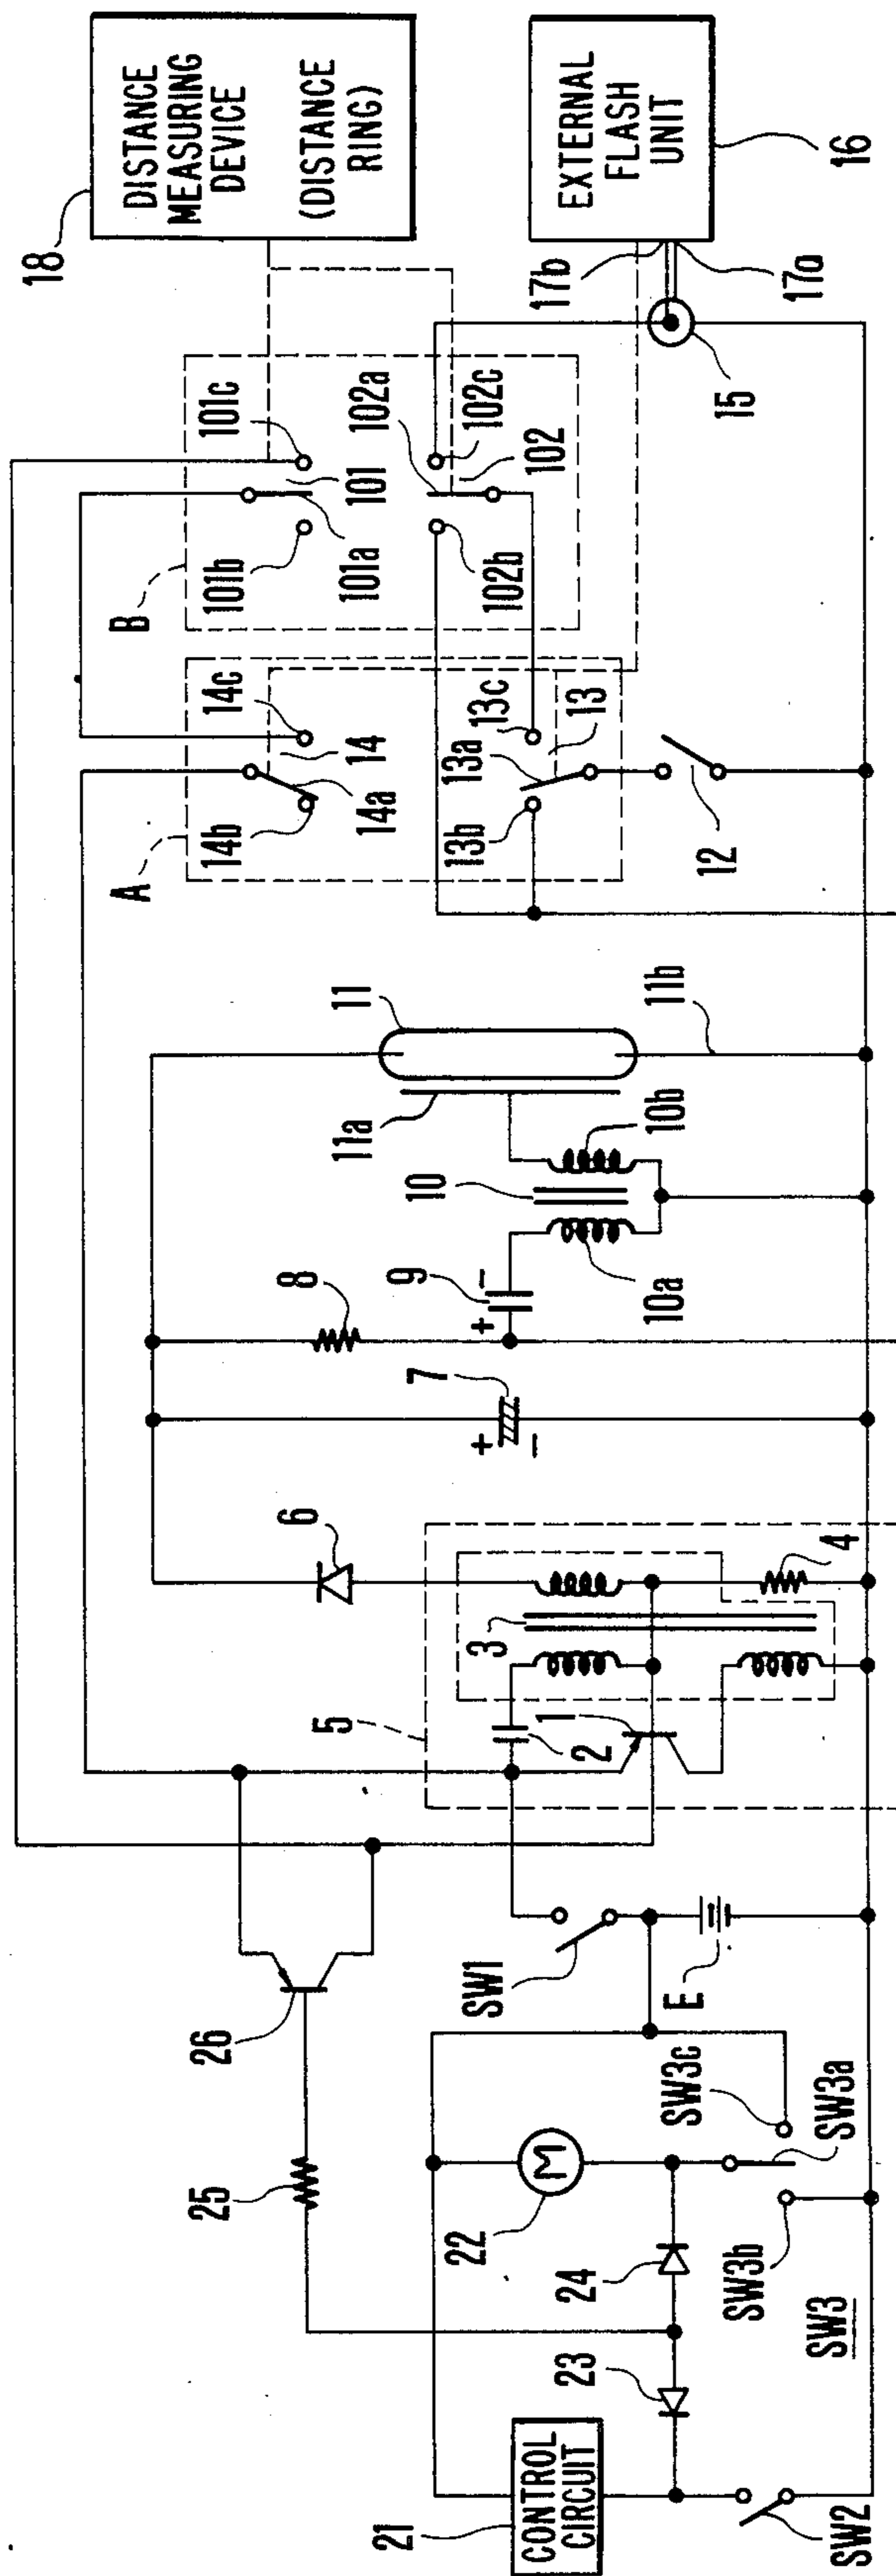 18
DISTANCE
MEASURING
DEVICE
(DISTANCE
RING)
EXTERNAL
FLASH
UNIT
16
17b
17a
15
B
101c
101
101b
101a
102a
102c
102
102b
A
14c
14
14b
14a
13c
13
13a
13b
12
11
11a
11b
10
10b
10a
8
9
+
−
7
+
−
6
5
3
4
1
2
26
25
SW1
E
22
M
24
23
SW3c
SW3a
SW3b
SW3
21
CONTROL
CIRCUIT
SW2